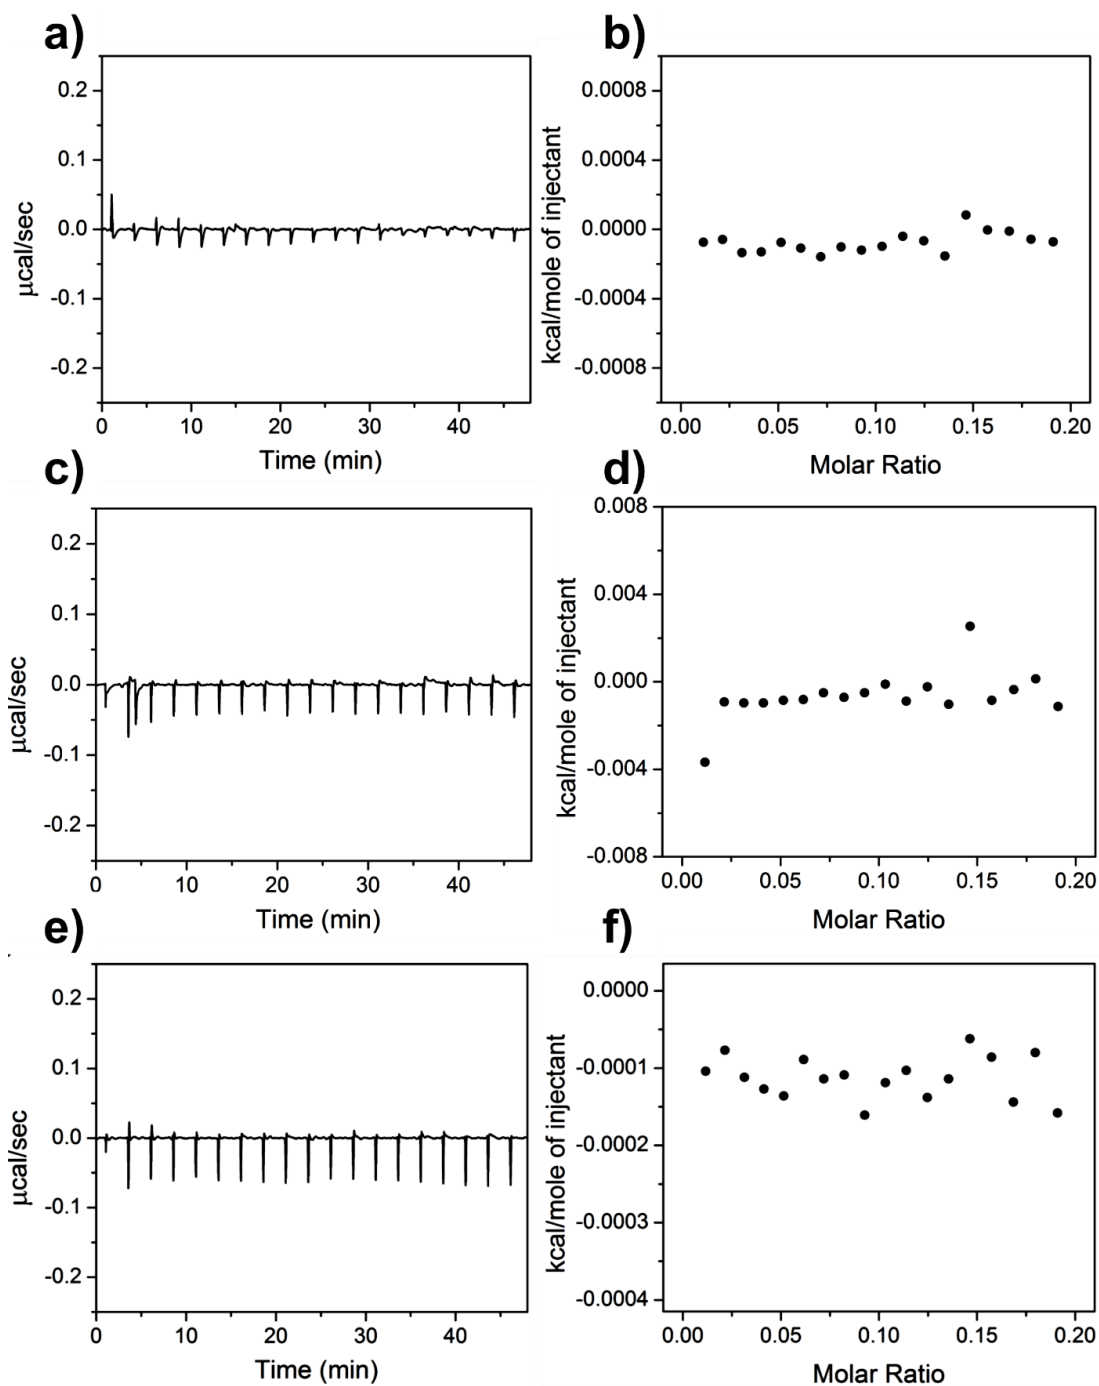 a)
b)
0.2
0.1
0.0
-0.1
-0.2
μcal/sec
0 10 20 30 40
Time (min)
0.0008
0.0004
0.0000
-0.0004
-0.0008
kcal/mole of injectant
0.00 0.05 0.10 0.15 0.20
Molar Ratio
c)
d)
0.2
0.1
0.0
-0.1
-0.2
μcal/sec
0 10 20 30 40
Time (min)
0.008
0.004
0.000
-0.004
-0.008
kcal/mole of injectant
0.00 0.05 0.10 0.15 0.20
Molar Ratio
e)
f)
0.2
0.1
0.0
-0.1
-0.2
μcal/sec
0 10 20 30 40
Time (min)
0.0000
-0.0001
-0.0002
-0.0003
-0.0004
kcal/mole of injectant
0.00 0.05 0.10 0.15 0.20
Molar Ratio